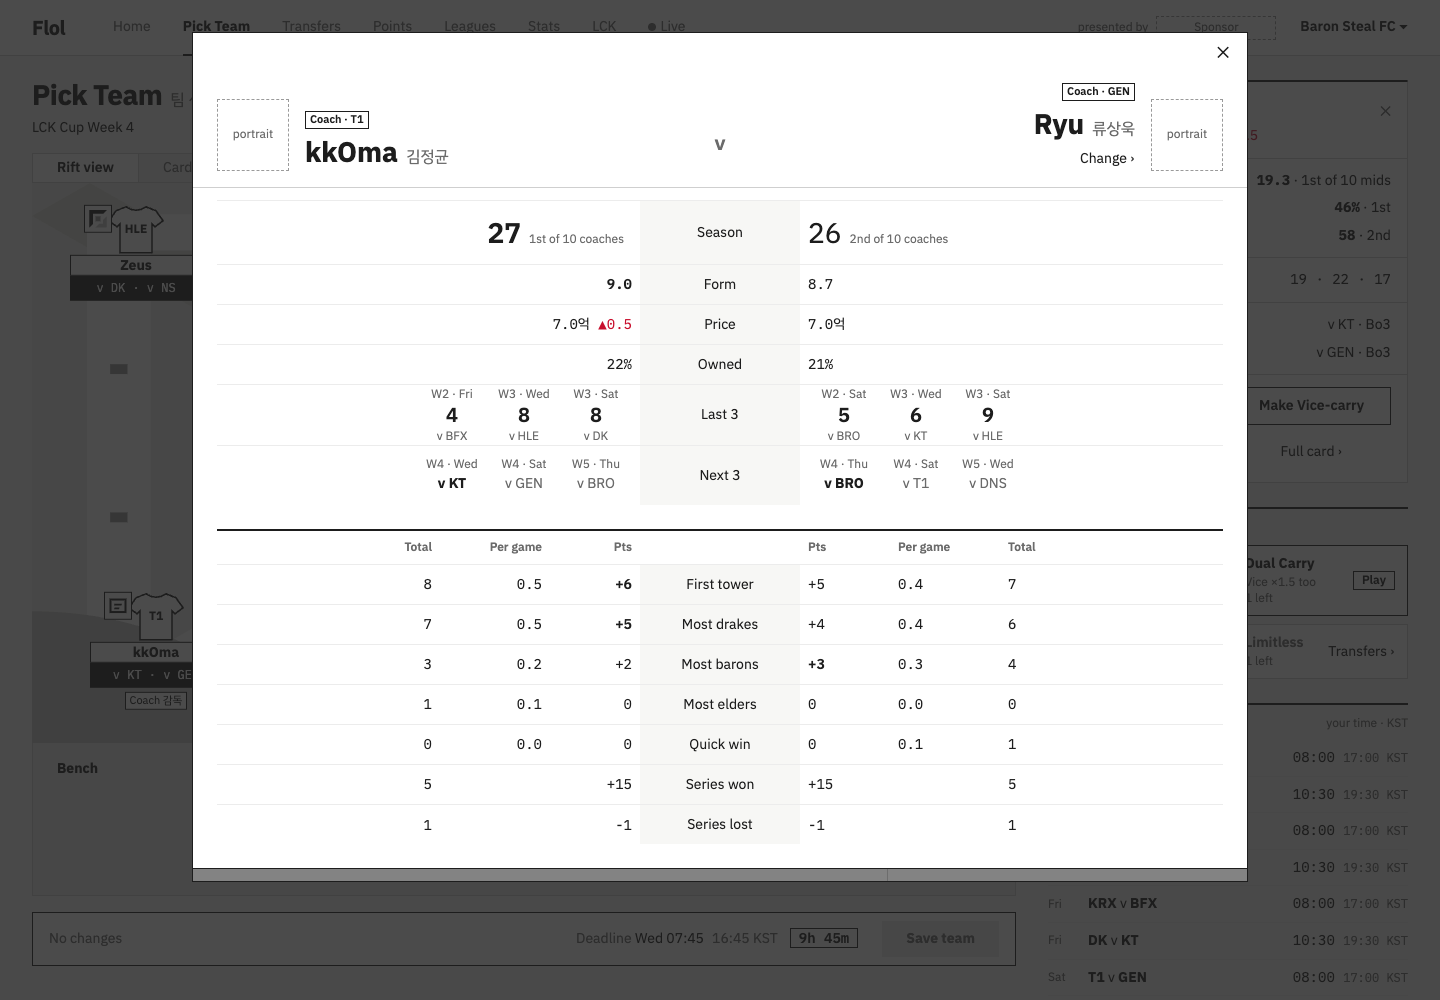 Flol Home Pick Team Transfers Points Leagues Stats LCK Live presented by Sponsor Baron Steal FC
Pick Team 팀
LCK Cup Week 4
Rift view Card
HLE
Zeus
v DK · v NS
T1
kkOma
v KT · v GE
Coach 감독
Bench
No changes Deadline Wed 07:45 16:45 KST 9h 45m Save team
Coach · T1
portrait
kkOma 김정균
v
Coach · GEN
Ryu 류상욱
portrait
Change ›
27 1st of 10 coaches Season 26 2nd of 10 coaches
9.0 Form 8.7
7.0억 ▲0.5 Price 7.0억
22% Owned 21%
W2 · Fri W3 · Wed W3 · Sat W2 · Sat W3 · Wed W3 · Sat
4 8 8 Last 3 5 6 9
v BFX v HLE v DK v BRO v KT v HLE
W4 · Wed W4 · Sat W5 · Thu W4 · Thu W4 · Sat W5 · Wed
v KT v GEN v BRO Next 3 v BRO v T1 v DNS
Total Per game Pts Pts Per game Total
8 0.5 +6 First tower +5 0.4 7
7 0.5 +5 Most drakes +4 0.4 6
3 0.2 +2 Most barons +3 0.3 4
1 0.1 0 Most elders 0 0.0 0
0 0.0 0 Quick win 0 0.1 1
5 +15 Series won +15 5
1 -1 Series lost -1 1
5
19.3 · 1st of 10 mids
46% · 1st
58 · 2nd
19 · 22 · 17
v KT · Bo3
v GEN · Bo3
Make Vice-carry
Full card ›
Dual Carry
Vice ×1.5 too
1 left
Play
Limitless
1 left
Transfers ›
your time · KST
08:00 17:00 KST
10:30 19:30 KST
08:00 17:00 KST
10:30 19:30 KST
Fri KRX v BFX 08:00 17:00 KST
Fri DK v KT 10:30 19:30 KST
Sat T1 v GEN 08:00 17:00 KST